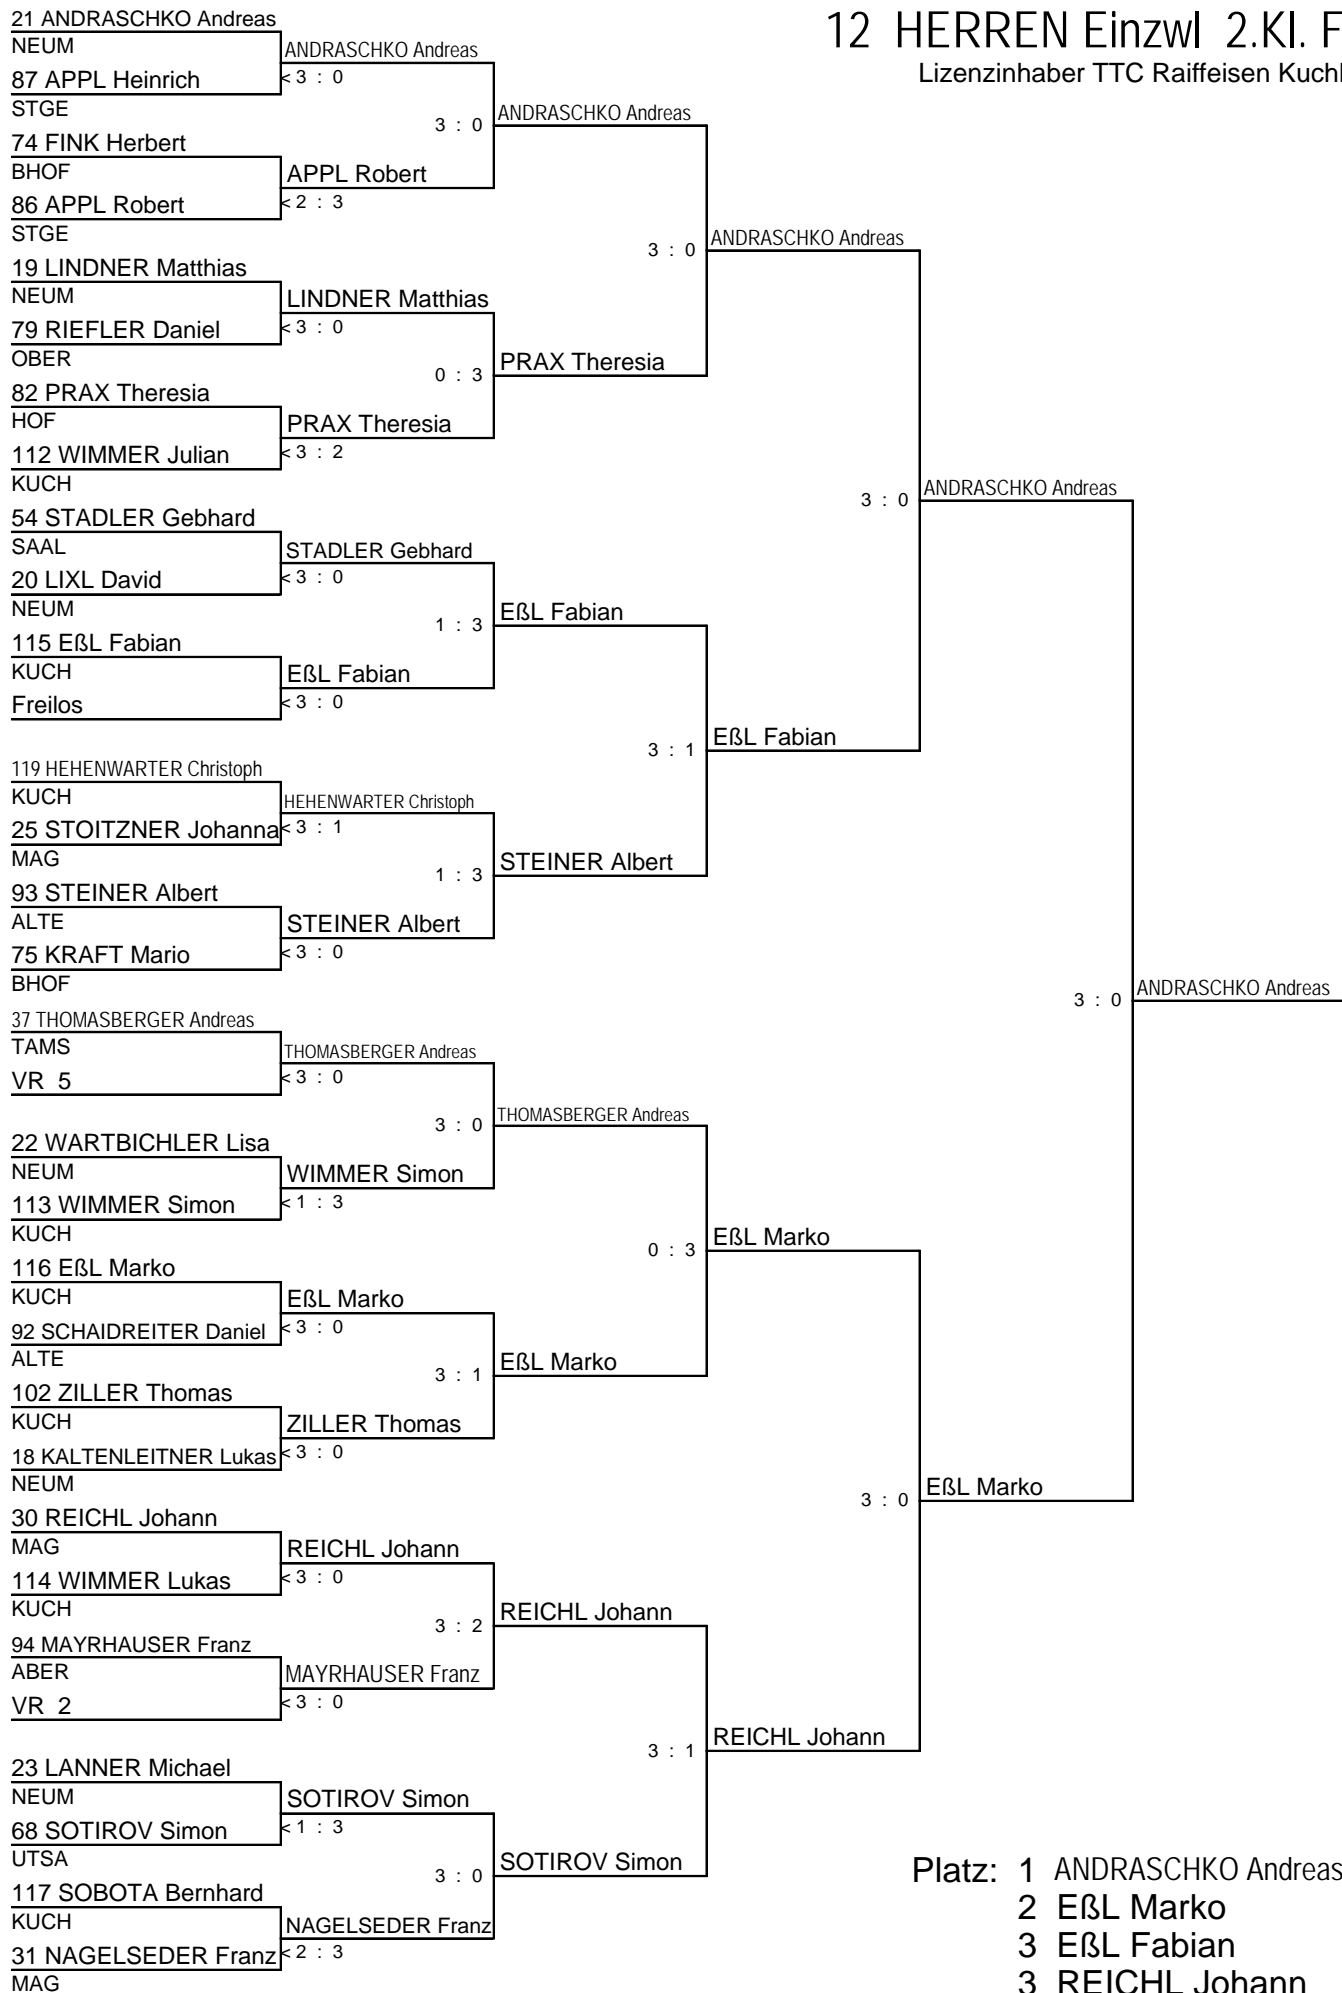 12 HERREN Einzwl 2.Kl. F
Lizenzinhaber TTC Raiffeisen Kuchl
21 ANDRASCHKO Andreas
NEUM
87 APPL Heinrich
STGE
74 FINK Herbert
BHOF
86 APPL Robert
STGE
19 LINDNER Matthias
NEUM
79 RIEFLER Daniel
OBER
82 PRAX Theresia
HOF
112 WIMMER Julian
KUCH
54 STADLER Gebhard
SAAL
20 LIXL David
NEUM
115 EßL Fabian
KUCH
Freilos
119 HEHENWARTER Christoph
KUCH
25 STOITZNER Johanna
MAG
93 STEINER Albert
ALTE
75 KRAFT Mario
BHOF
37 THOMASBERGER Andreas
TAMS
VR 5
22 WARTBICHLER Lisa
NEUM
113 WIMMER Simon
KUCH
116 EßL Marko
KUCH
92 SCHAIDREITER Daniel
ALTE
102 ZILLER Thomas
KUCH
18 KALTENLEITNER Lukas
NEUM
30 REICHL Johann
MAG
114 WIMMER Lukas
KUCH
94 MAYRHAUSER Franz
ABER
VR 2
23 LANNER Michael
NEUM
68 SOTIROV Simon
UTSA
117 SOBOTA Bernhard
KUCH
31 NAGELSEDER Franz
MAG
ANDRASCHKO Andreas
< 3 : 0
APPL Robert
< 2 : 3
LINDNER Matthias
< 3 : 0
PRAX Theresia
< 3 : 2
STADLER Gebhard
< 3 : 0
EßL Fabian
< 3 : 0
HEHENWARTER Christoph
< 3 : 1
STEINER Albert
< 3 : 0
THOMASBERGER Andreas
< 3 : 0
WIMMER Simon
< 1 : 3
EßL Marko
< 3 : 0
ZILLER Thomas
< 3 : 0
REICHL Johann
< 3 : 0
MAYRHAUSER Franz
< 3 : 0
SOTIROV Simon
< 1 : 3
NAGELSEDER Franz
< 2 : 3
ANDRASCHKO Andreas
3 : 0
PRAX Theresia
0 : 3
EßL Fabian
1 : 3
STEINER Albert
1 : 3
THOMASBERGER Andreas
3 : 0
EßL Marko
3 : 1
REICHL Johann
3 : 2
SOTIROV Simon
3 : 0
ANDRASCHKO Andreas
3 : 0
EßL Fabian
3 : 1
EßL Marko
0 : 3
REICHL Johann
3 : 1
ANDRASCHKO Andreas
3 : 0
EßL Marko
3 : 0
ANDRASCHKO Andreas
3 : 0
Platz: 1 ANDRASCHKO Andreas
2 EßL Marko
3 EßL Fabian
3 REICHL Johann